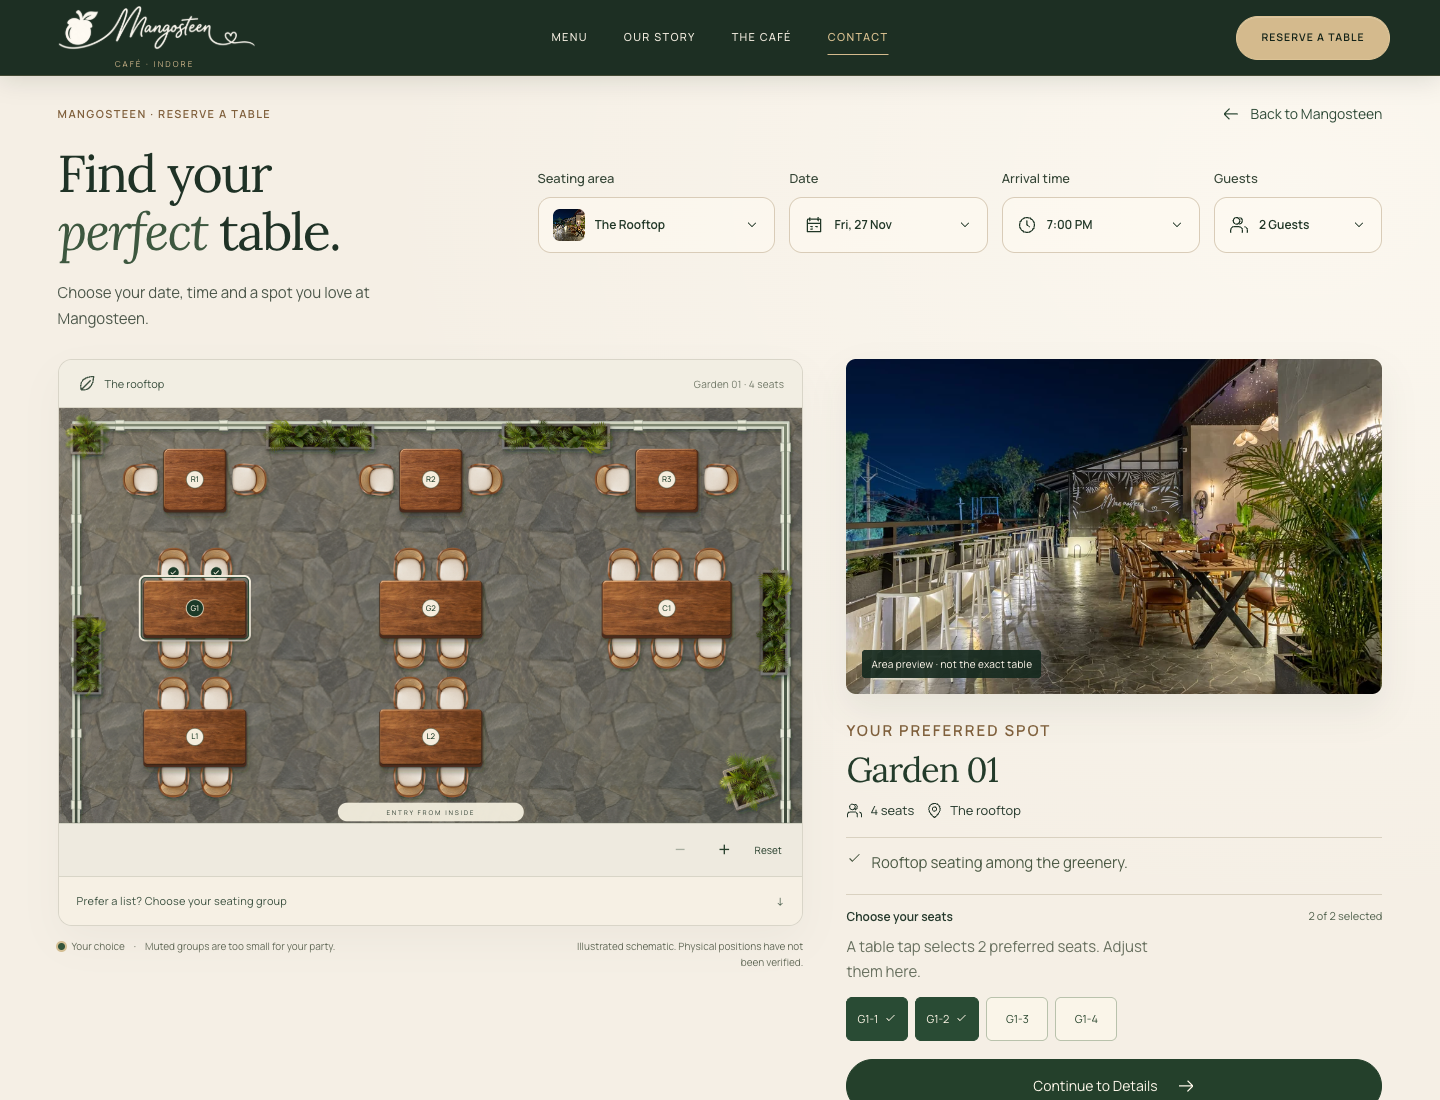 Mangosteen
CAFÉ · INDORE
MENU
OUR STORY
THE CAFÉ
CONTACT
RESERVE A TABLE
MANGOSTEEN · RESERVE A TABLE
Back to Mangosteen
Find your
perfect table.
Choose your date, time and a spot you love at
Mangosteen.
Seating area
The Rooftop
Date
Fri, 27 Nov
Arrival time
7:00 PM
Guests
2 Guests
The rooftop
Garden 01 · 4 seats
R1
R2
R3
G1
G2
C1
L1
L2
ENTRY FROM INSIDE
Reset
Prefer a list? Choose your seating group
Your choice · Muted groups are too small for your party.
Illustrated schematic. Physical positions have not
been verified.
Mangosteen
Area preview · not the exact table
YOUR PREFERRED SPOT
Garden 01
4 seats
The rooftop
Rooftop seating among the greenery.
Choose your seats
2 of 2 selected
A table tap selects 2 preferred seats. Adjust
them here.
G1-1
G1-2
G1-3
G1-4
Continue to Details